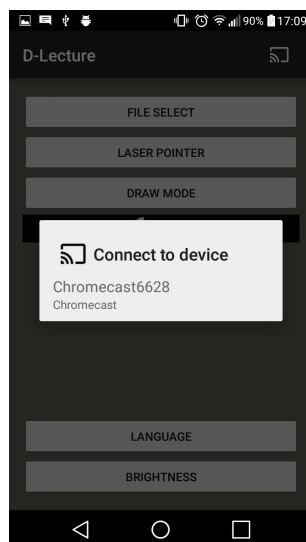 90% 17:09
D-Lecture
FILE SELECT
LASER POINTER
DRAW MODE
Connect to device
Chromecast6628
Chromecast
LANGUAGE
BRIGHTNESS